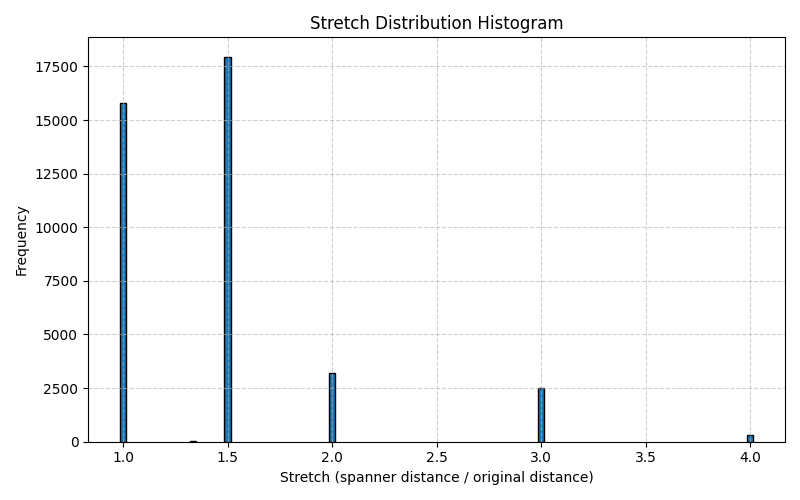 Stretch Distribution Histogram
Frequency
17500
15000
12500
10000
7500
5000
2500
0
1.0 1.5 2.0 2.5 3.0 3.5 4.0
Stretch (spanner distance / original distance)